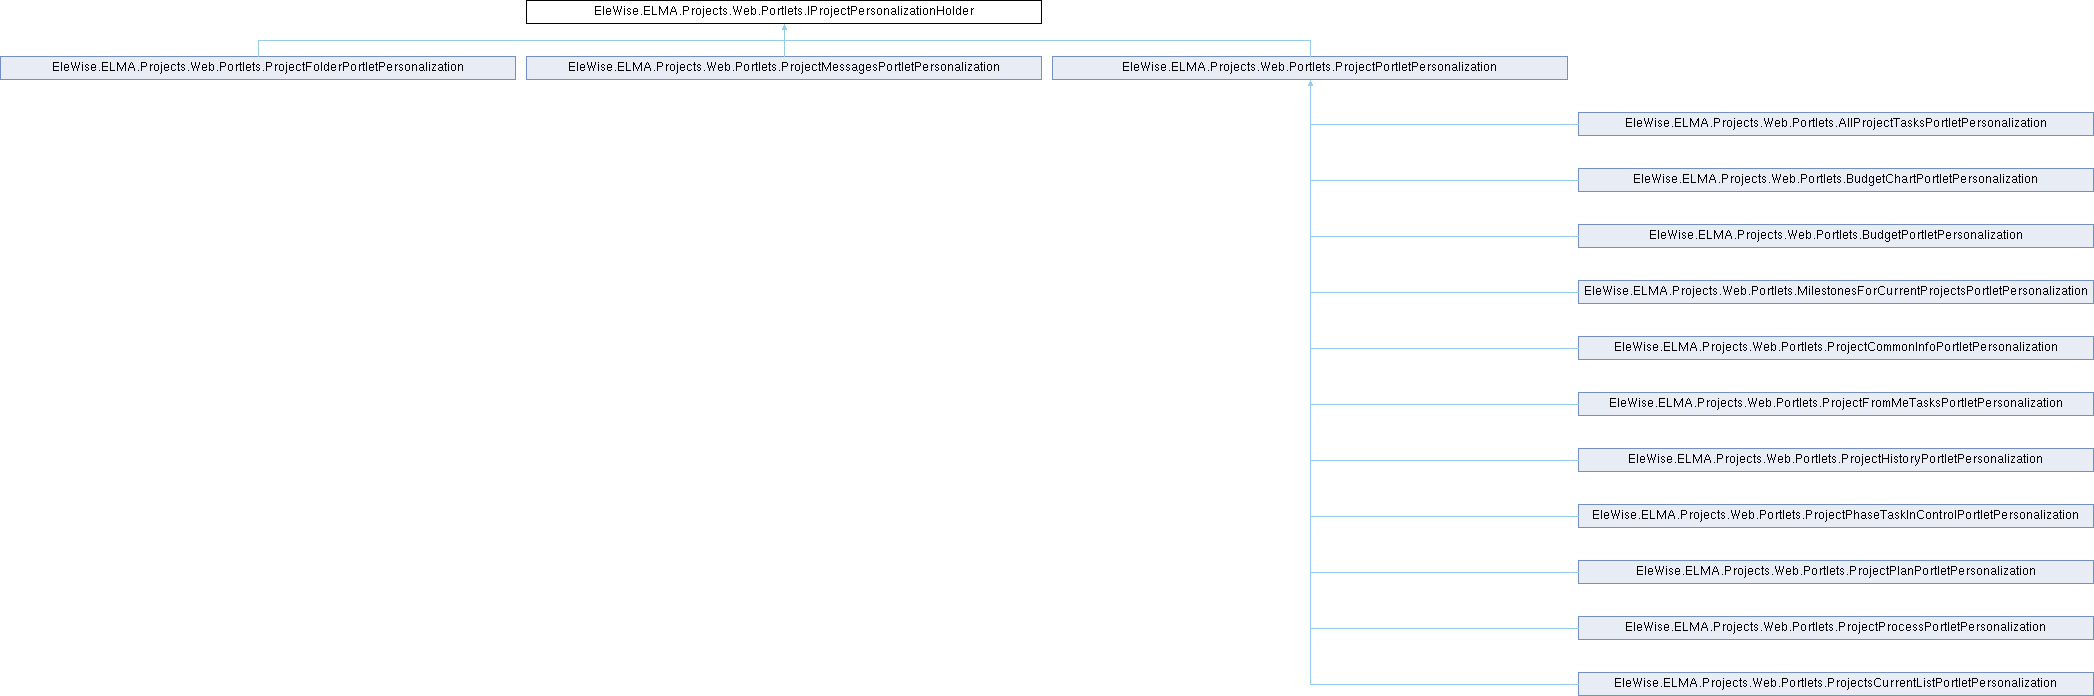 EleWise.ELMA.Projects.Web.Portlets.IProjectPersonalizationHolder
EleWise.ELMA.Projects.Web.Portlets.ProjectFolderPortletPersonalization
EleWise.ELMA.Projects.Web.Portlets.ProjectMessagesPortletPersonalization
EleWise.ELMA.Projects.Web.Portlets.ProjectPortletPersonalization
EleWise.ELMA.Projects.Web.Portlets.AllProjectTasksPortletPersonalization
EleWise.ELMA.Projects.Web.Portlets.BudgetChartPortletPersonalization
EleWise.ELMA.Projects.Web.Portlets.BudgetPortletPersonalization
EleWise.ELMA.Projects.Web.Portlets.MilestonesForCurrentProjectsPortletPersonalization
EleWise.ELMA.Projects.Web.Portlets.ProjectCommonInfoPortletPersonalization
EleWise.ELMA.Projects.Web.Portlets.ProjectFromMeTasksPortletPersonalization
EleWise.ELMA.Projects.Web.Portlets.ProjectHistoryPortletPersonalization
EleWise.ELMA.Projects.Web.Portlets.ProjectPhaseTaskInControlPortletPersonalization
EleWise.ELMA.Projects.Web.Portlets.ProjectPlanPortletPersonalization
EleWise.ELMA.Projects.Web.Portlets.ProjectProcessPortletPersonalization
EleWise.ELMA.Projects.Web.Portlets.ProjectsCurrentListPortletPersonalization